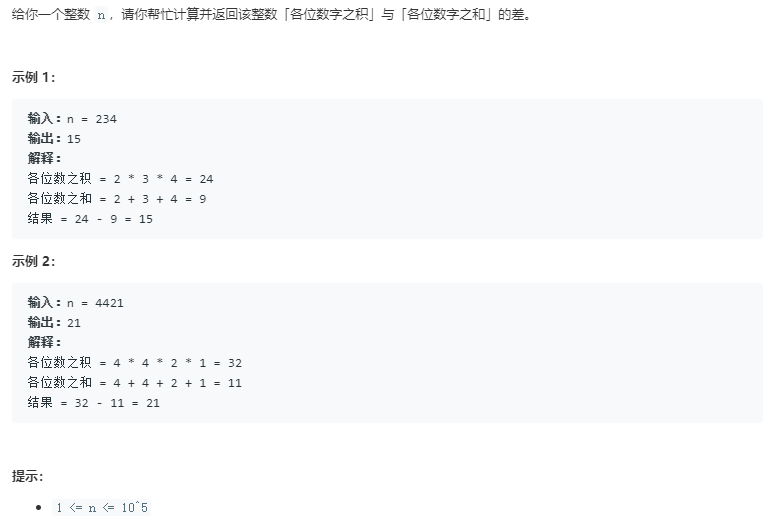 给你一个整数 n，请你帮忙计算并返回该整数「各位数字之积」与「各位数字之和」的差。
示例 1：
输入：n = 234
输出：15
解释：
各位数之积 = 2 * 3 * 4 = 24
各位数之和 = 2 + 3 + 4 = 9
结果 = 24 - 9 = 15
示例 2：
输入：n = 4421
输出：21
解释：
各位数之积 = 4 * 4 * 2 * 1 = 32
各位数之和 = 4 + 4 + 2 + 1 = 11
结果 = 32 - 11 = 21
提示：
• 1 <= n <= 10^5